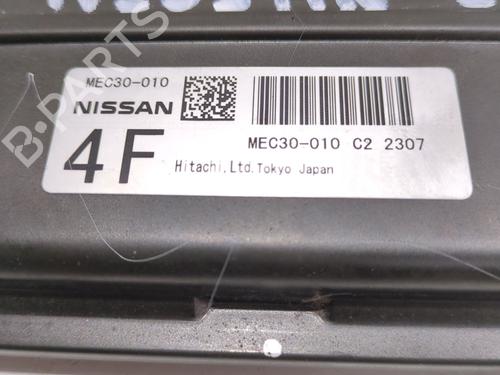 MEC30-010
NISSAN
4F
MEC30-010 C2 2307
Hitachi,Ltd.Tokyo Japan
B-PARTS